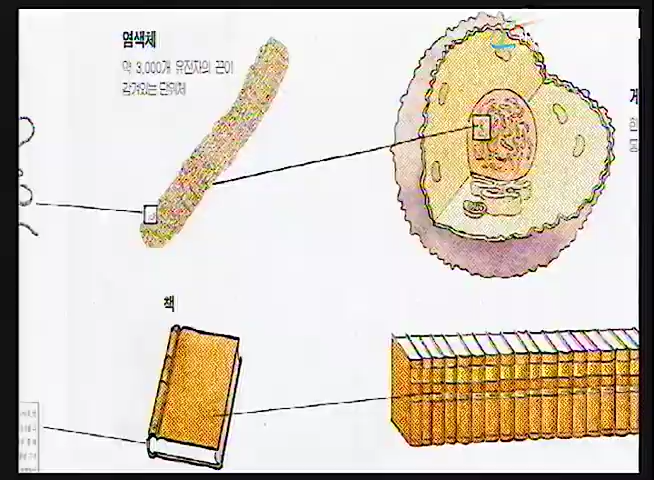 염색체
약 3,000개 유전자의 끈이
감겨있는 단위체
책